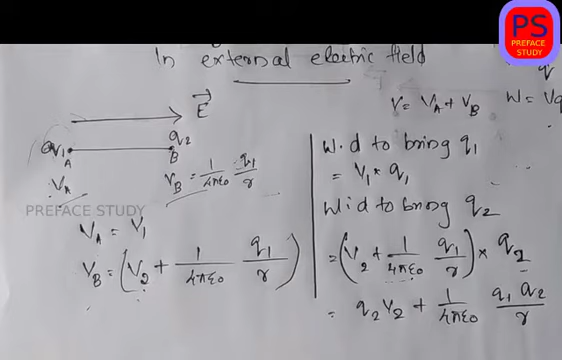 PS
PREFACE
STUDY
In external electric field
E
q
V = VA + VB W = Vq
q1 q2
A B
VA VB = 1/4πε0 q1/r
PREFACE STUDY
VA = V1
VB = (V2 + 1/4πε0 q1/r)
W.d to bring q1
= V1 × q1
W.d to bring q2
= (V2 + 1/4πε0 q1/r) × q2
= q2V2 + 1/4πε0 q1q2/r